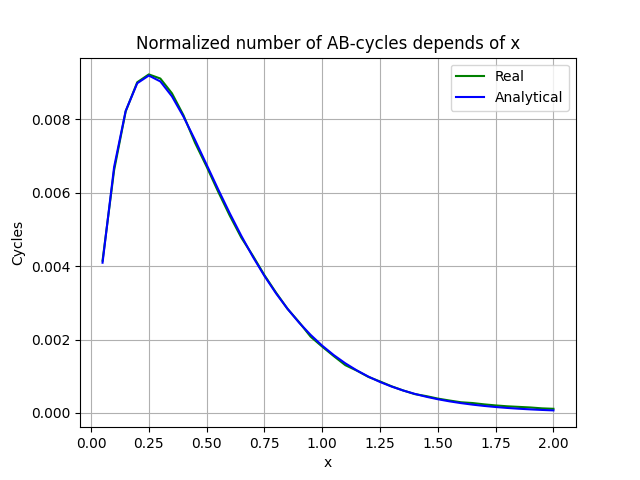 Normalized number of AB-cycles depends of x
Real
Analytical
0.008
0.006
0.004
0.002
0.000
Cycles
0.00 0.25 0.50 0.75 1.00 1.25 1.50 1.75 2.00
x